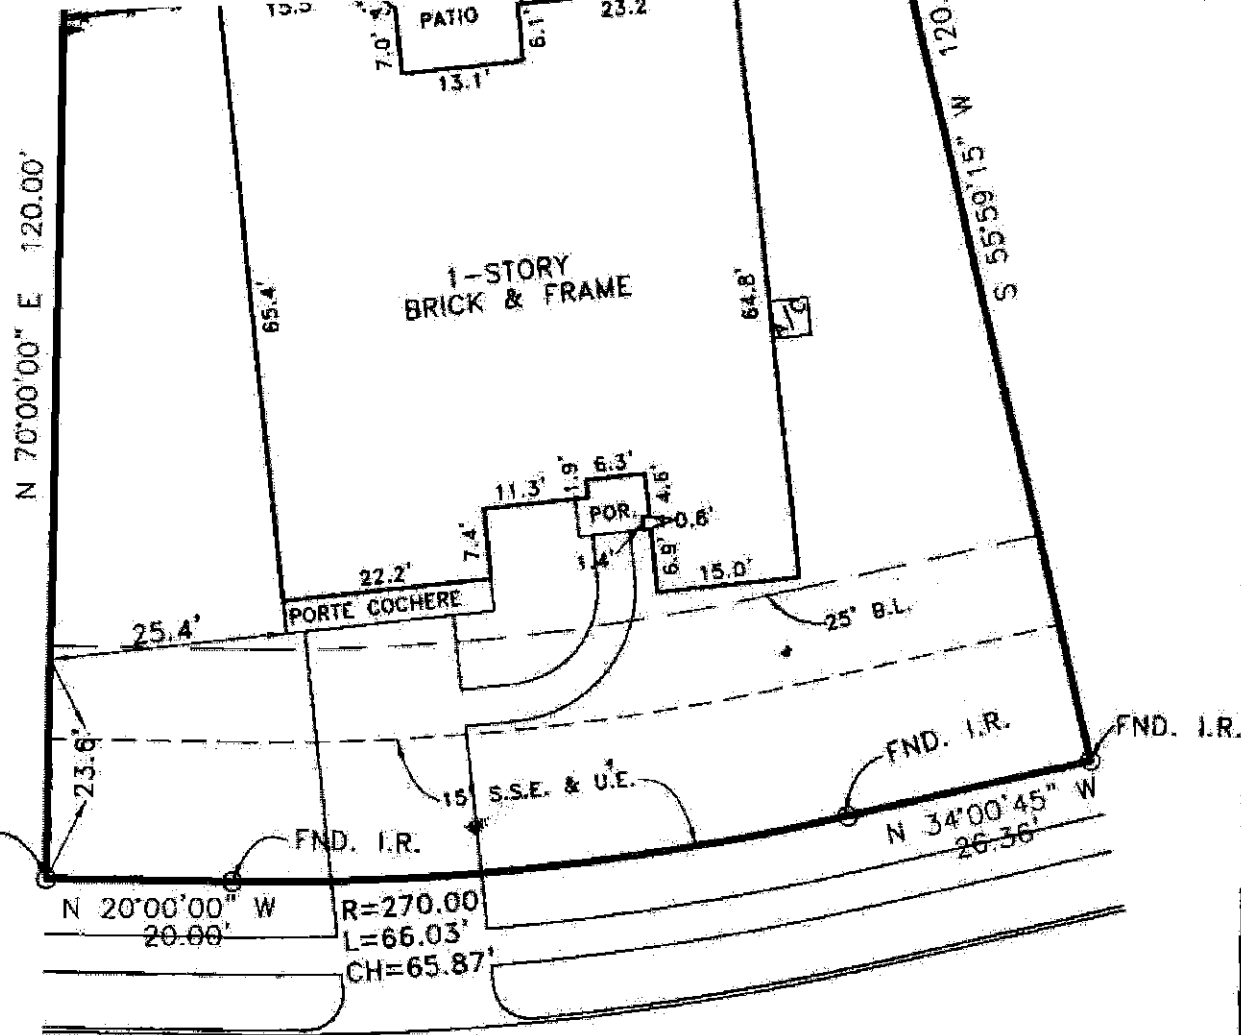 23.2
PATIO
7.0'
6.1'
13.1'
120.
S 55°59'15" W
N 70°00'00" E 120.00'
1-STORY
BRICK & FRAME
65.4'
64.8'
A/C
11.3'
1.9'
6.3'
4.6'
POR.
0.6'
7.4'
1.4'
6.9'
15.0'
22.2'
PORTE COCHERE
25.4'
25' B.L.
23.6'
15' S.S.E. & U.E.
FND. I.R.
FND. I.R.
FND. I.R.
N 34°00'45" W
26.36'
N 20°00'00" W
20.00'
R=270.00
L=66.03'
CH=65.87'